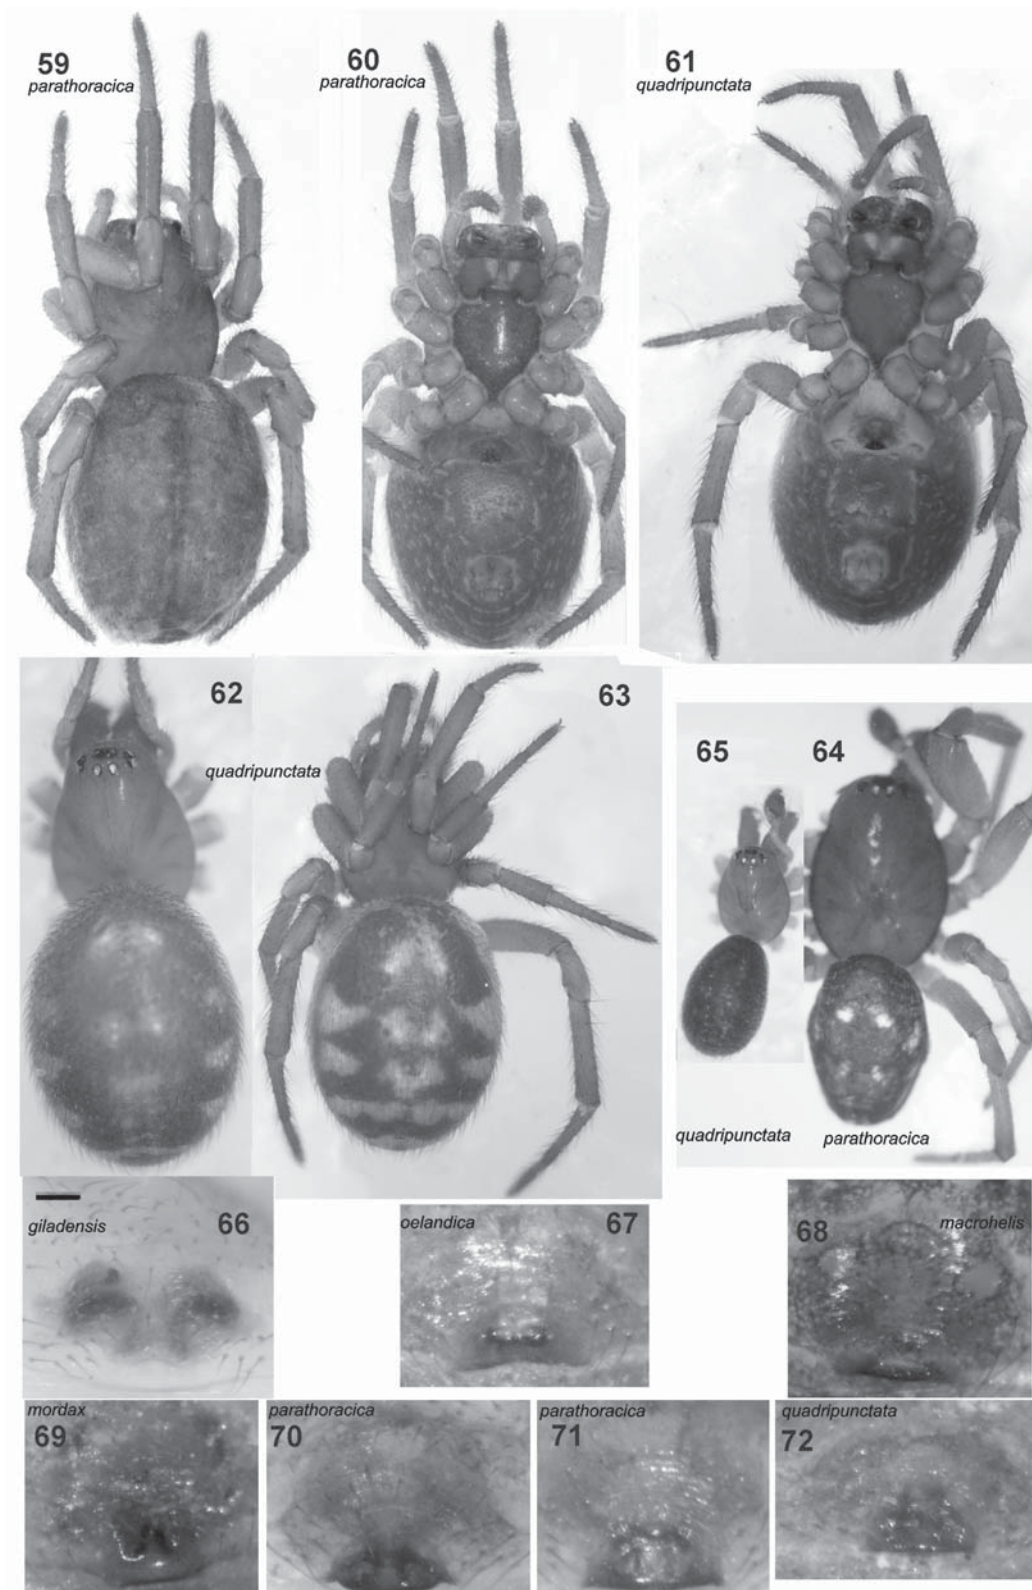 59
parathoracica
60
parathoracica
61
quadripunctata
62
63
quadripunctata
65
64
quadripunctata
parathoracica
giladensis
66
oelandica
67
68
macrohelis
mordax
69
parathoracica
70
parathoracica
71
quadripunctata
72